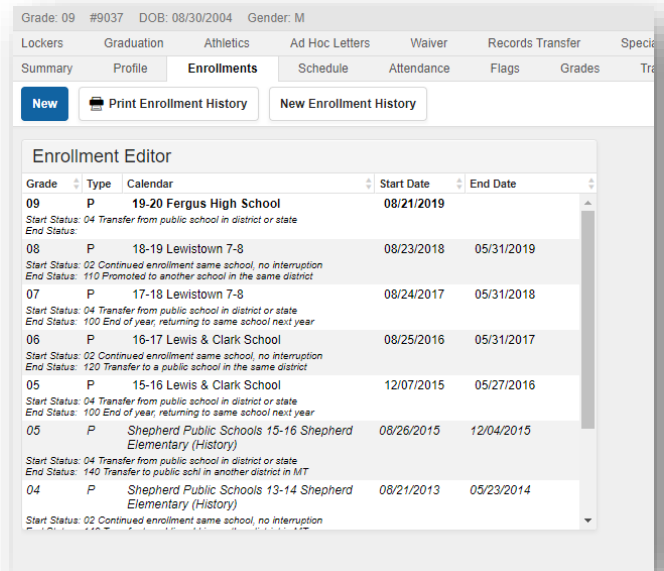 Grade: 09 #9037 DOB: 08/30/2004 Gender: M
Lockers Graduation Athletics Ad Hoc Letters Waiver Records Transfer Specia
Summary Profile Enrollments Schedule Attendance Flags Grades Tra
New Print Enrollment History New Enrollment History
Enrollment Editor
Grade Type Calendar Start Date End Date
09 P 19-20 Fergus High School 08/21/2019
Start Status: 04 Transfer from public school in district or state
End Status:
08 P 18-19 Lewistown 7-8 08/23/2018 05/31/2019
Start Status: 02 Continued enrollment same school, no interruption
End Status: 110 Promoted to another school in the same district
07 P 17-18 Lewistown 7-8 08/24/2017 05/31/2018
Start Status: 04 Transfer from public school in district or state
End Status: 100 End of year, returning to same school next year
06 P 16-17 Lewis & Clark School 08/25/2016 05/31/2017
Start Status: 02 Continued enrollment same school, no interruption
End Status: 120 Transfer to a public school in the same district
05 P 15-16 Lewis & Clark School 12/07/2015 05/27/2016
Start Status: 04 Transfer from public school in district or state
End Status: 100 End of year, returning to same school next year
05 P Shepherd Public Schools 15-16 Shepherd 08/26/2015 12/04/2015
Elementary (History)
Start Status: 04 Transfer from public school in district or state
End Status: 140 Transfer to public schl in another district in MT
04 P Shepherd Public Schools 13-14 Shepherd 08/21/2013 05/23/2014
Elementary (History)
Start Status: 02 Continued enrollment same school, no interruption